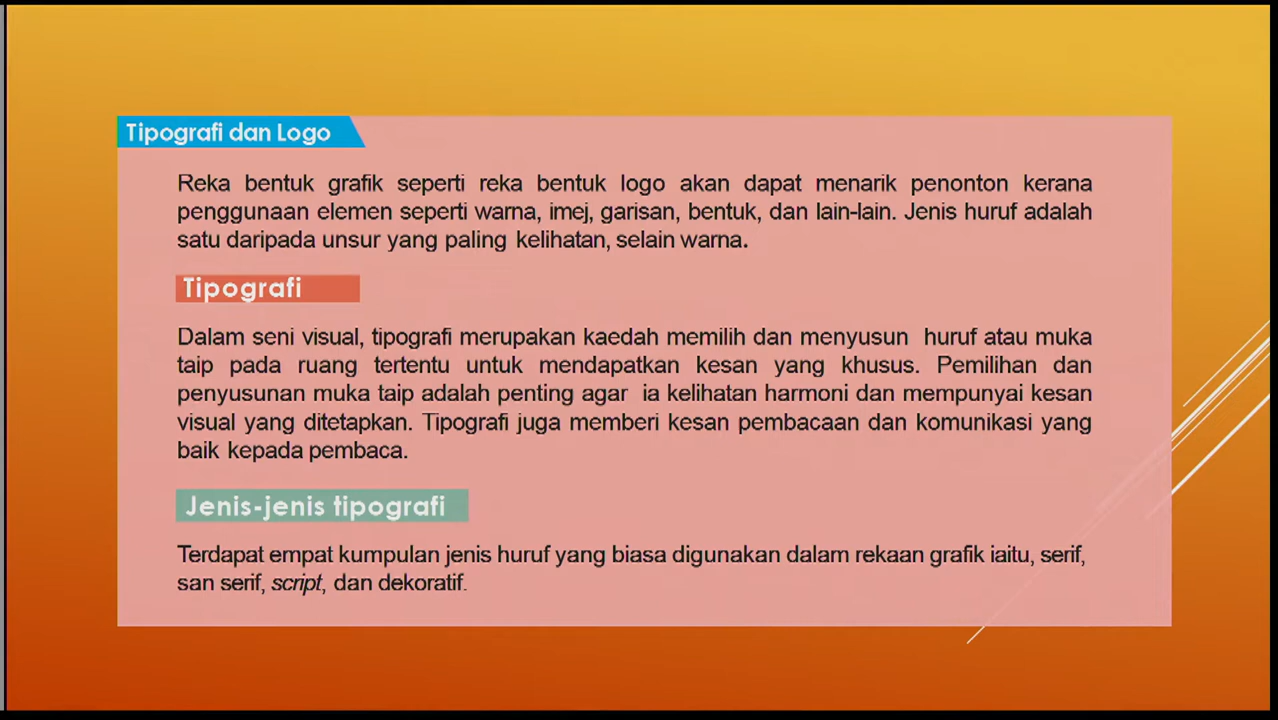 Tipografi dan Logo
Reka bentuk grafik seperti reka bentuk logo akan dapat menarik penonton kerana
penggunaan elemen seperti warna, imej, garisan, bentuk, dan lain-lain. Jenis huruf adalah
satu daripada unsur yang paling kelihatan, selain warna.
Tipografi
Dalam seni visual, tipografi merupakan kaedah memilih dan menyusun huruf atau muka
taip pada ruang tertentu untuk mendapatkan kesan yang khusus. Pemilihan dan
penyusunan muka taip adalah penting agar ia kelihatan harmoni dan mempunyai kesan
visual yang ditetapkan. Tipografi juga memberi kesan pembacaan dan komunikasi yang
baik kepada pembaca.
Jenis-jenis tipografi
Terdapat empat kumpulan jenis huruf yang biasa digunakan dalam rekaan grafik iaitu, serif,
san serif, script, dan dekoratif.